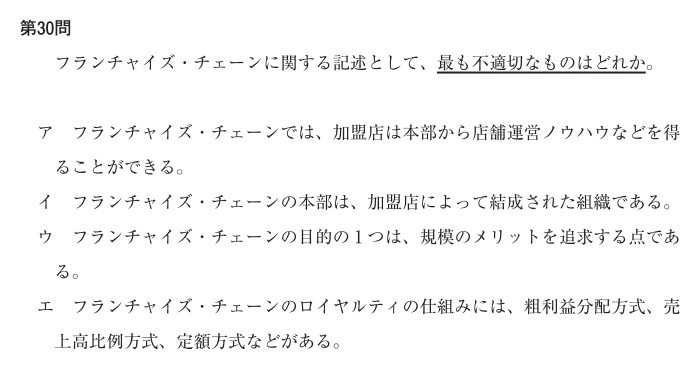 第30問
フランチャイズ・チェーンに関する記述として、最も不適切なものはどれか。
ア　フランチャイズ・チェーンでは、加盟店は本部から店舗運営ノウハウなどを得
ることができる。
イ　フランチャイズ・チェーンの本部は、加盟店によって結成された組織である。
ウ　フランチャイズ・チェーンの目的の１つは、規模のメリットを追求する点であ
る。
エ　フランチャイズ・チェーンのロイヤルティの仕組みには、粗利益分配方式、売
上高比例方式、定額方式などがある。